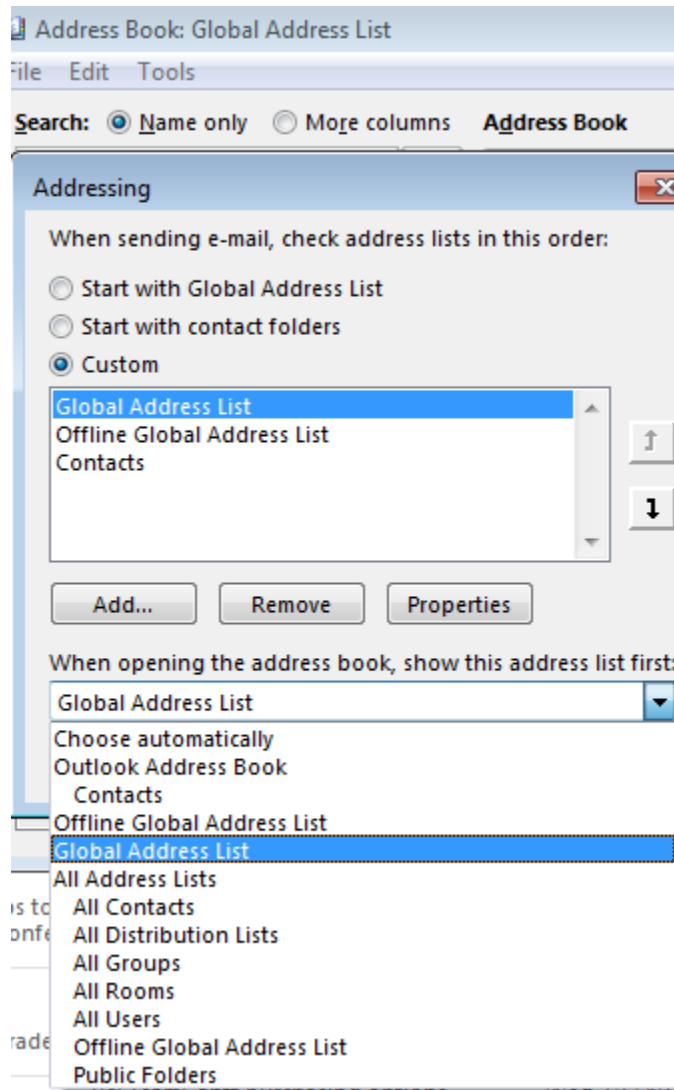 Address Book: Global Address List
File Edit Tools
Search: Name only More columns Address Book
Addressing
When sending e-mail, check address lists in this order:
Start with Global Address List
Start with contact folders
Custom
Global Address List
Offline Global Address List
Contacts
Add... Remove Properties
When opening the address book, show this address list first:
Global Address List
Choose automatically
Outlook Address Book
Contacts
Offline Global Address List
Global Address List
All Address Lists
All Contacts
All Distribution Lists
All Groups
All Rooms
All Users
Offline Global Address List
Public Folders